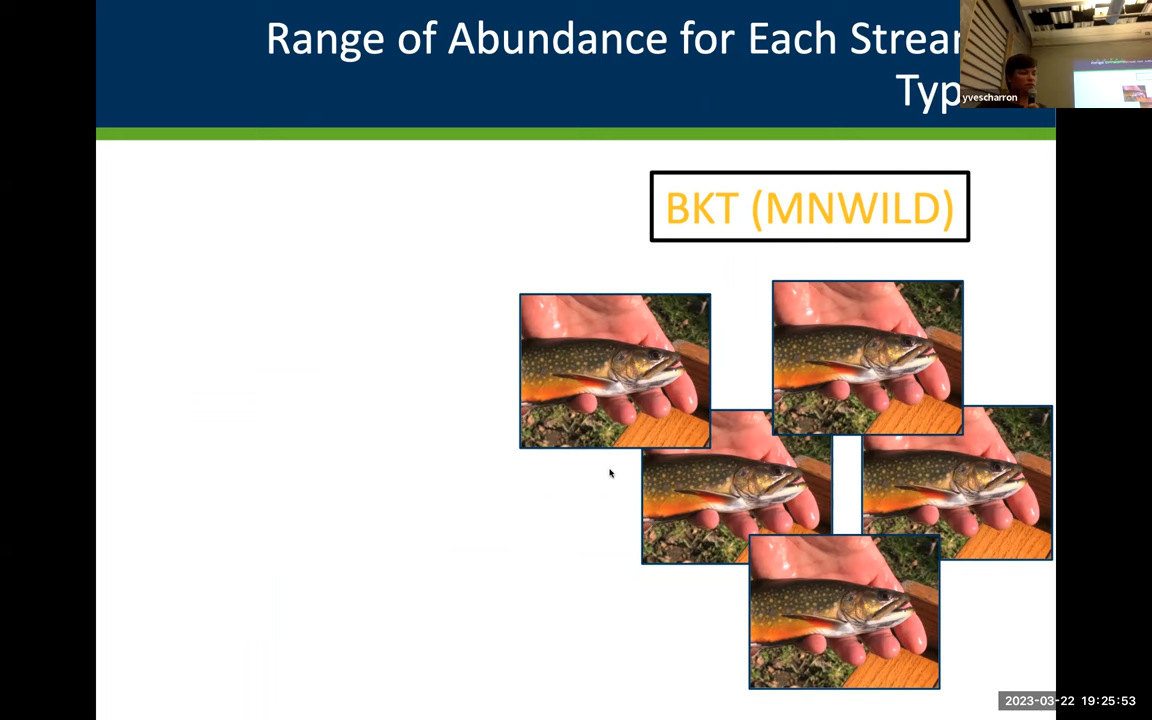 Range of Abundance for Each Strea
Typ
yvescharron
BKT (MNWILD)
2023-03-22 19:25:53